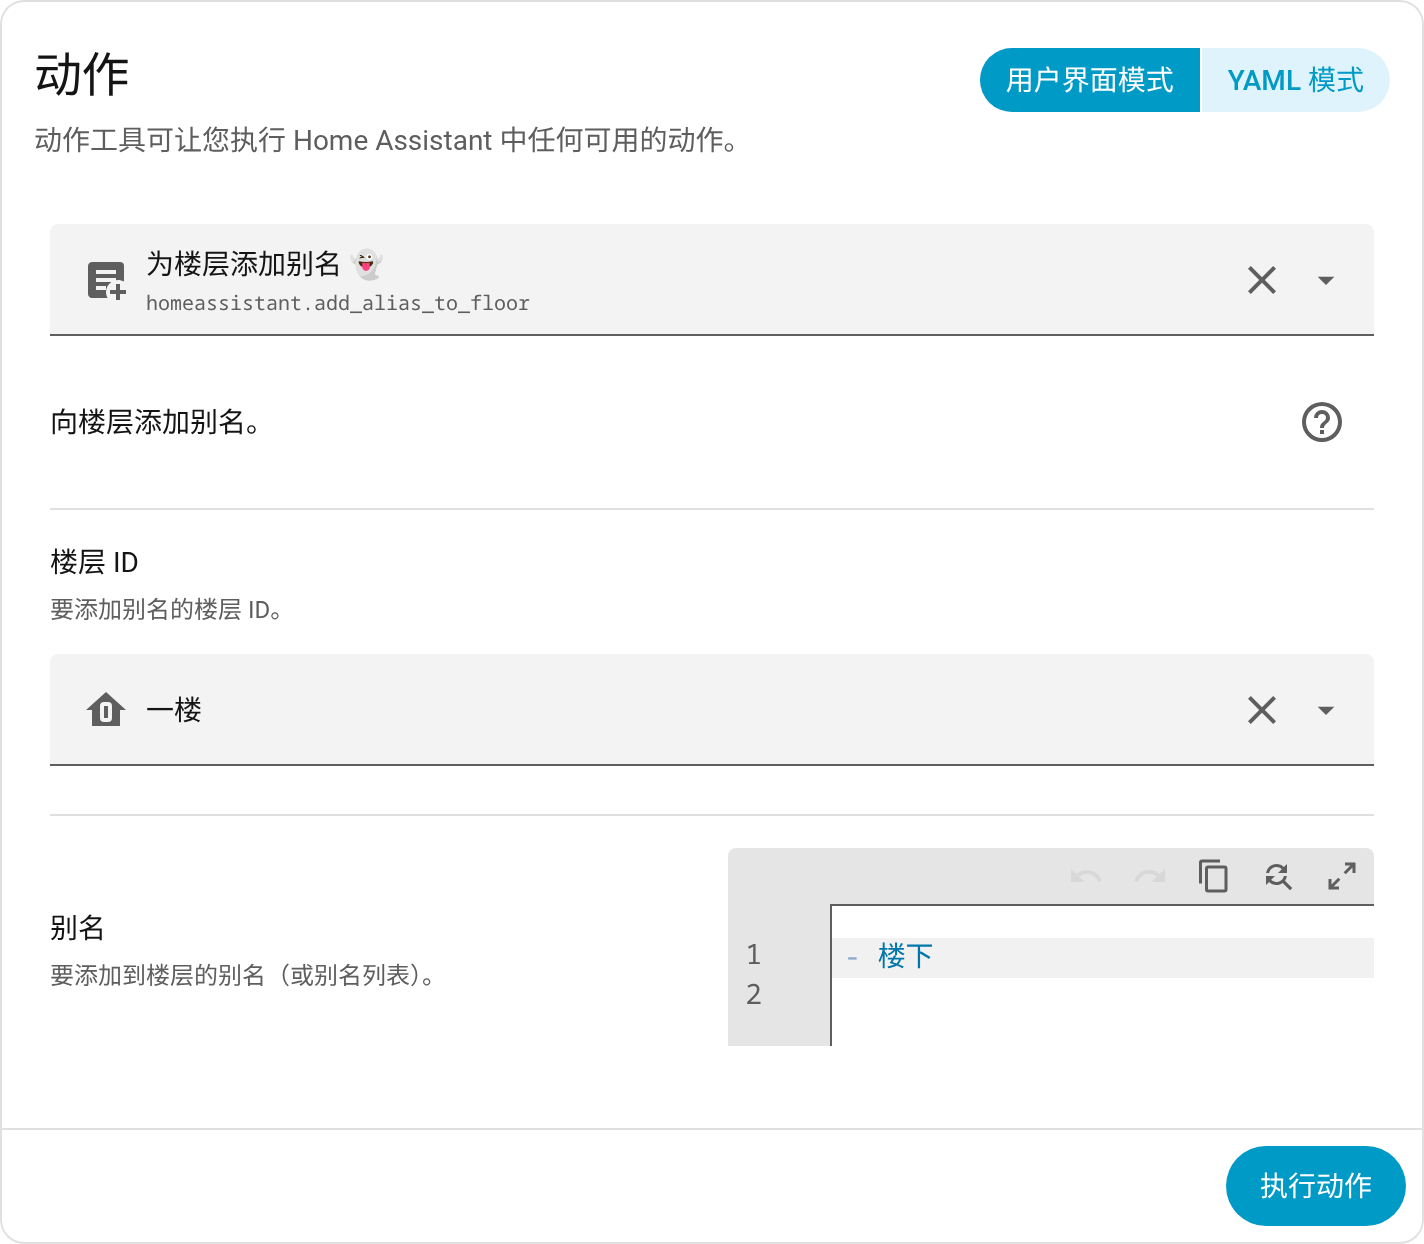 动作
用户界面模式
YAML 模式
动作工具可让您执行 Home Assistant 中任何可用的动作。
为楼层添加别名 👻
homeassistant.add_alias_to_floor
向楼层添加别名。
楼层 ID
要添加别名的楼层 ID。
一楼
别名
要添加到楼层的别名（或别名列表）。
1
- 楼下
2
执行动作